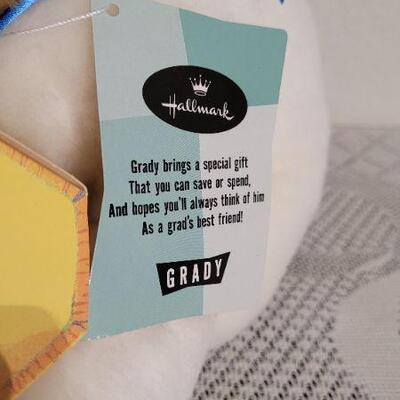 Hallmark
Grady brings a special gift
That you can save or spend,
And hopes you'll always think of him
As a grad's best friend!
GRADY